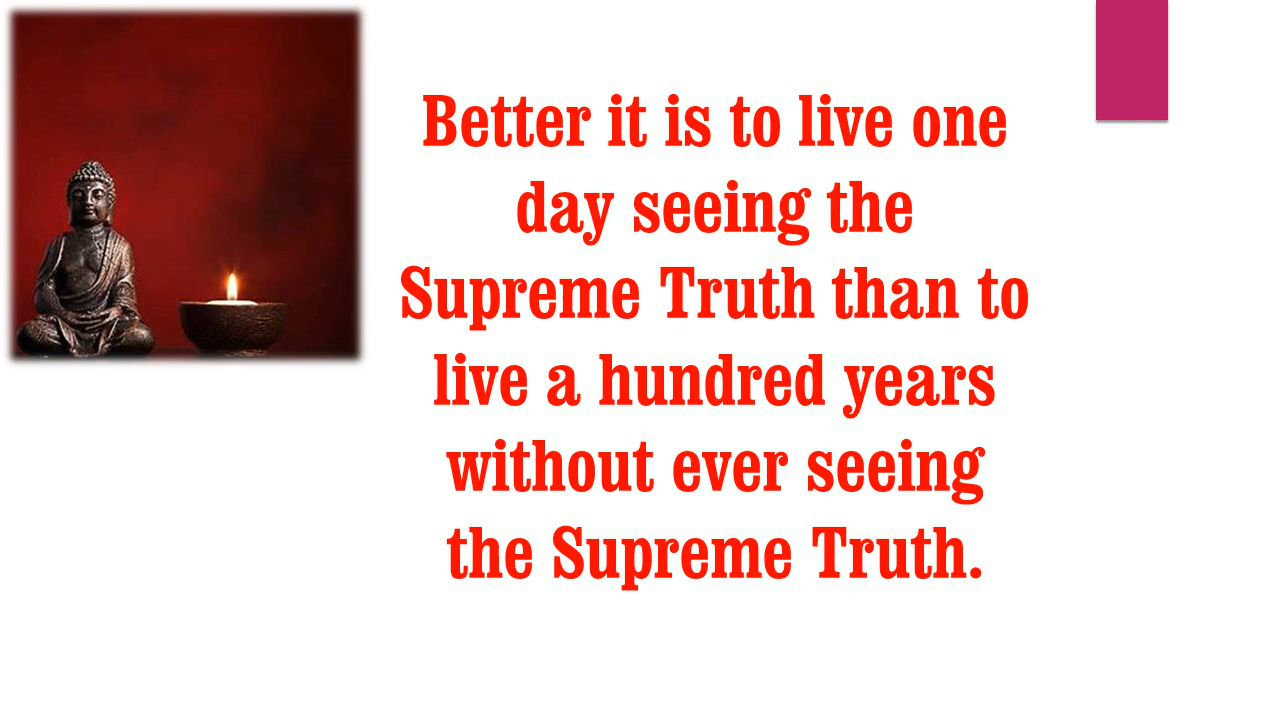 Better it is to live one
day seeing the
Supreme Truth than to
live a hundred years
without ever seeing
the Supreme Truth.